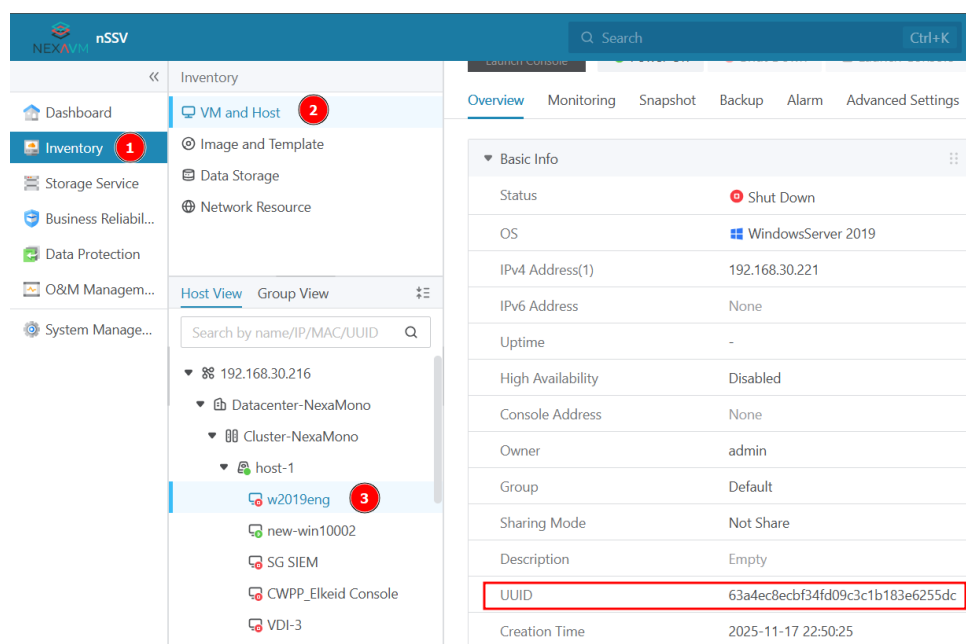 NEXAVM
nSSV
Search
Ctrl+K
Dashboard
Inventory
1
Storage Service
Business Reliabil...
Data Protection
O&M Managem...
System Manage...
Inventory
VM and Host
2
Image and Template
Data Storage
Network Resource
Host View Group View
Search by name/IP/MAC/UUID
192.168.30.216
Datacenter-NexaMono
Cluster-NexaMono
host-1
w2019eng
3
new-win10002
SG SIEM
CWPP_Elkeid Console
VDI-3
Launch Console
Overview Monitoring Snapshot Backup Alarm Advanced Settings
Basic Info
Status Shut Down
OS WindowsServer 2019
IPv4 Address(1) 192.168.30.221
IPv6 Address None
Uptime -
High Availability Disabled
Console Address None
Owner admin
Group Default
Sharing Mode Not Share
Description Empty
UUID 63a4ec8ecbf34fd09c3c1b183e6255dc
Creation Time 2025-11-17 22:50:25